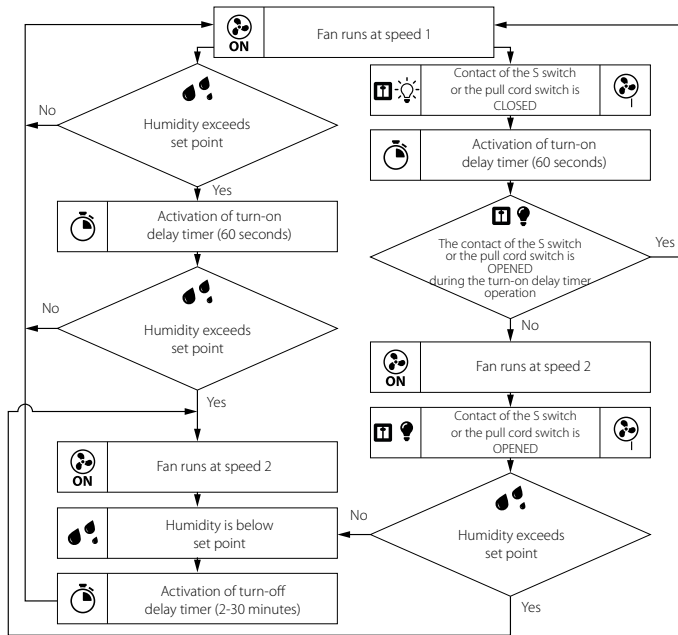 ON
Fan runs at speed 1
Humidity exceeds
set point
No
Yes
Activation of turn-on
delay timer (60 seconds)
Humidity exceeds
set point
No
Yes
ON
Fan runs at speed 2
Humidity is below
set point
Activation of turn-off
delay timer (2-30 minutes)
Contact of the S switch
or the pull cord switch is
CLOSED
Activation of turn-on
delay timer (60 seconds)
The contact of the S switch
or the pull cord switch is
OPENED
during the turn-on delay timer
operation
Yes
No
ON
Fan runs at speed 2
Contact of the S switch
or the pull cord switch is
OPENED
Humidity exceeds
set point
No
Yes